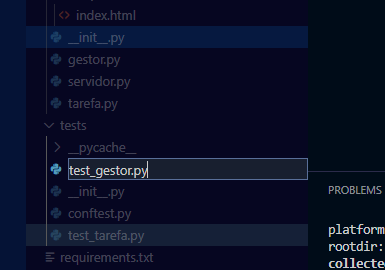 index.html
__init__.py
gestor.py
servidor.py
tarefa.py
tests
__pycache__
test_gestor.py
__init__.py
conftest.py
test_tarefa.py
requirements.txt
PROBLEMS
platform
rootdir:
collecte